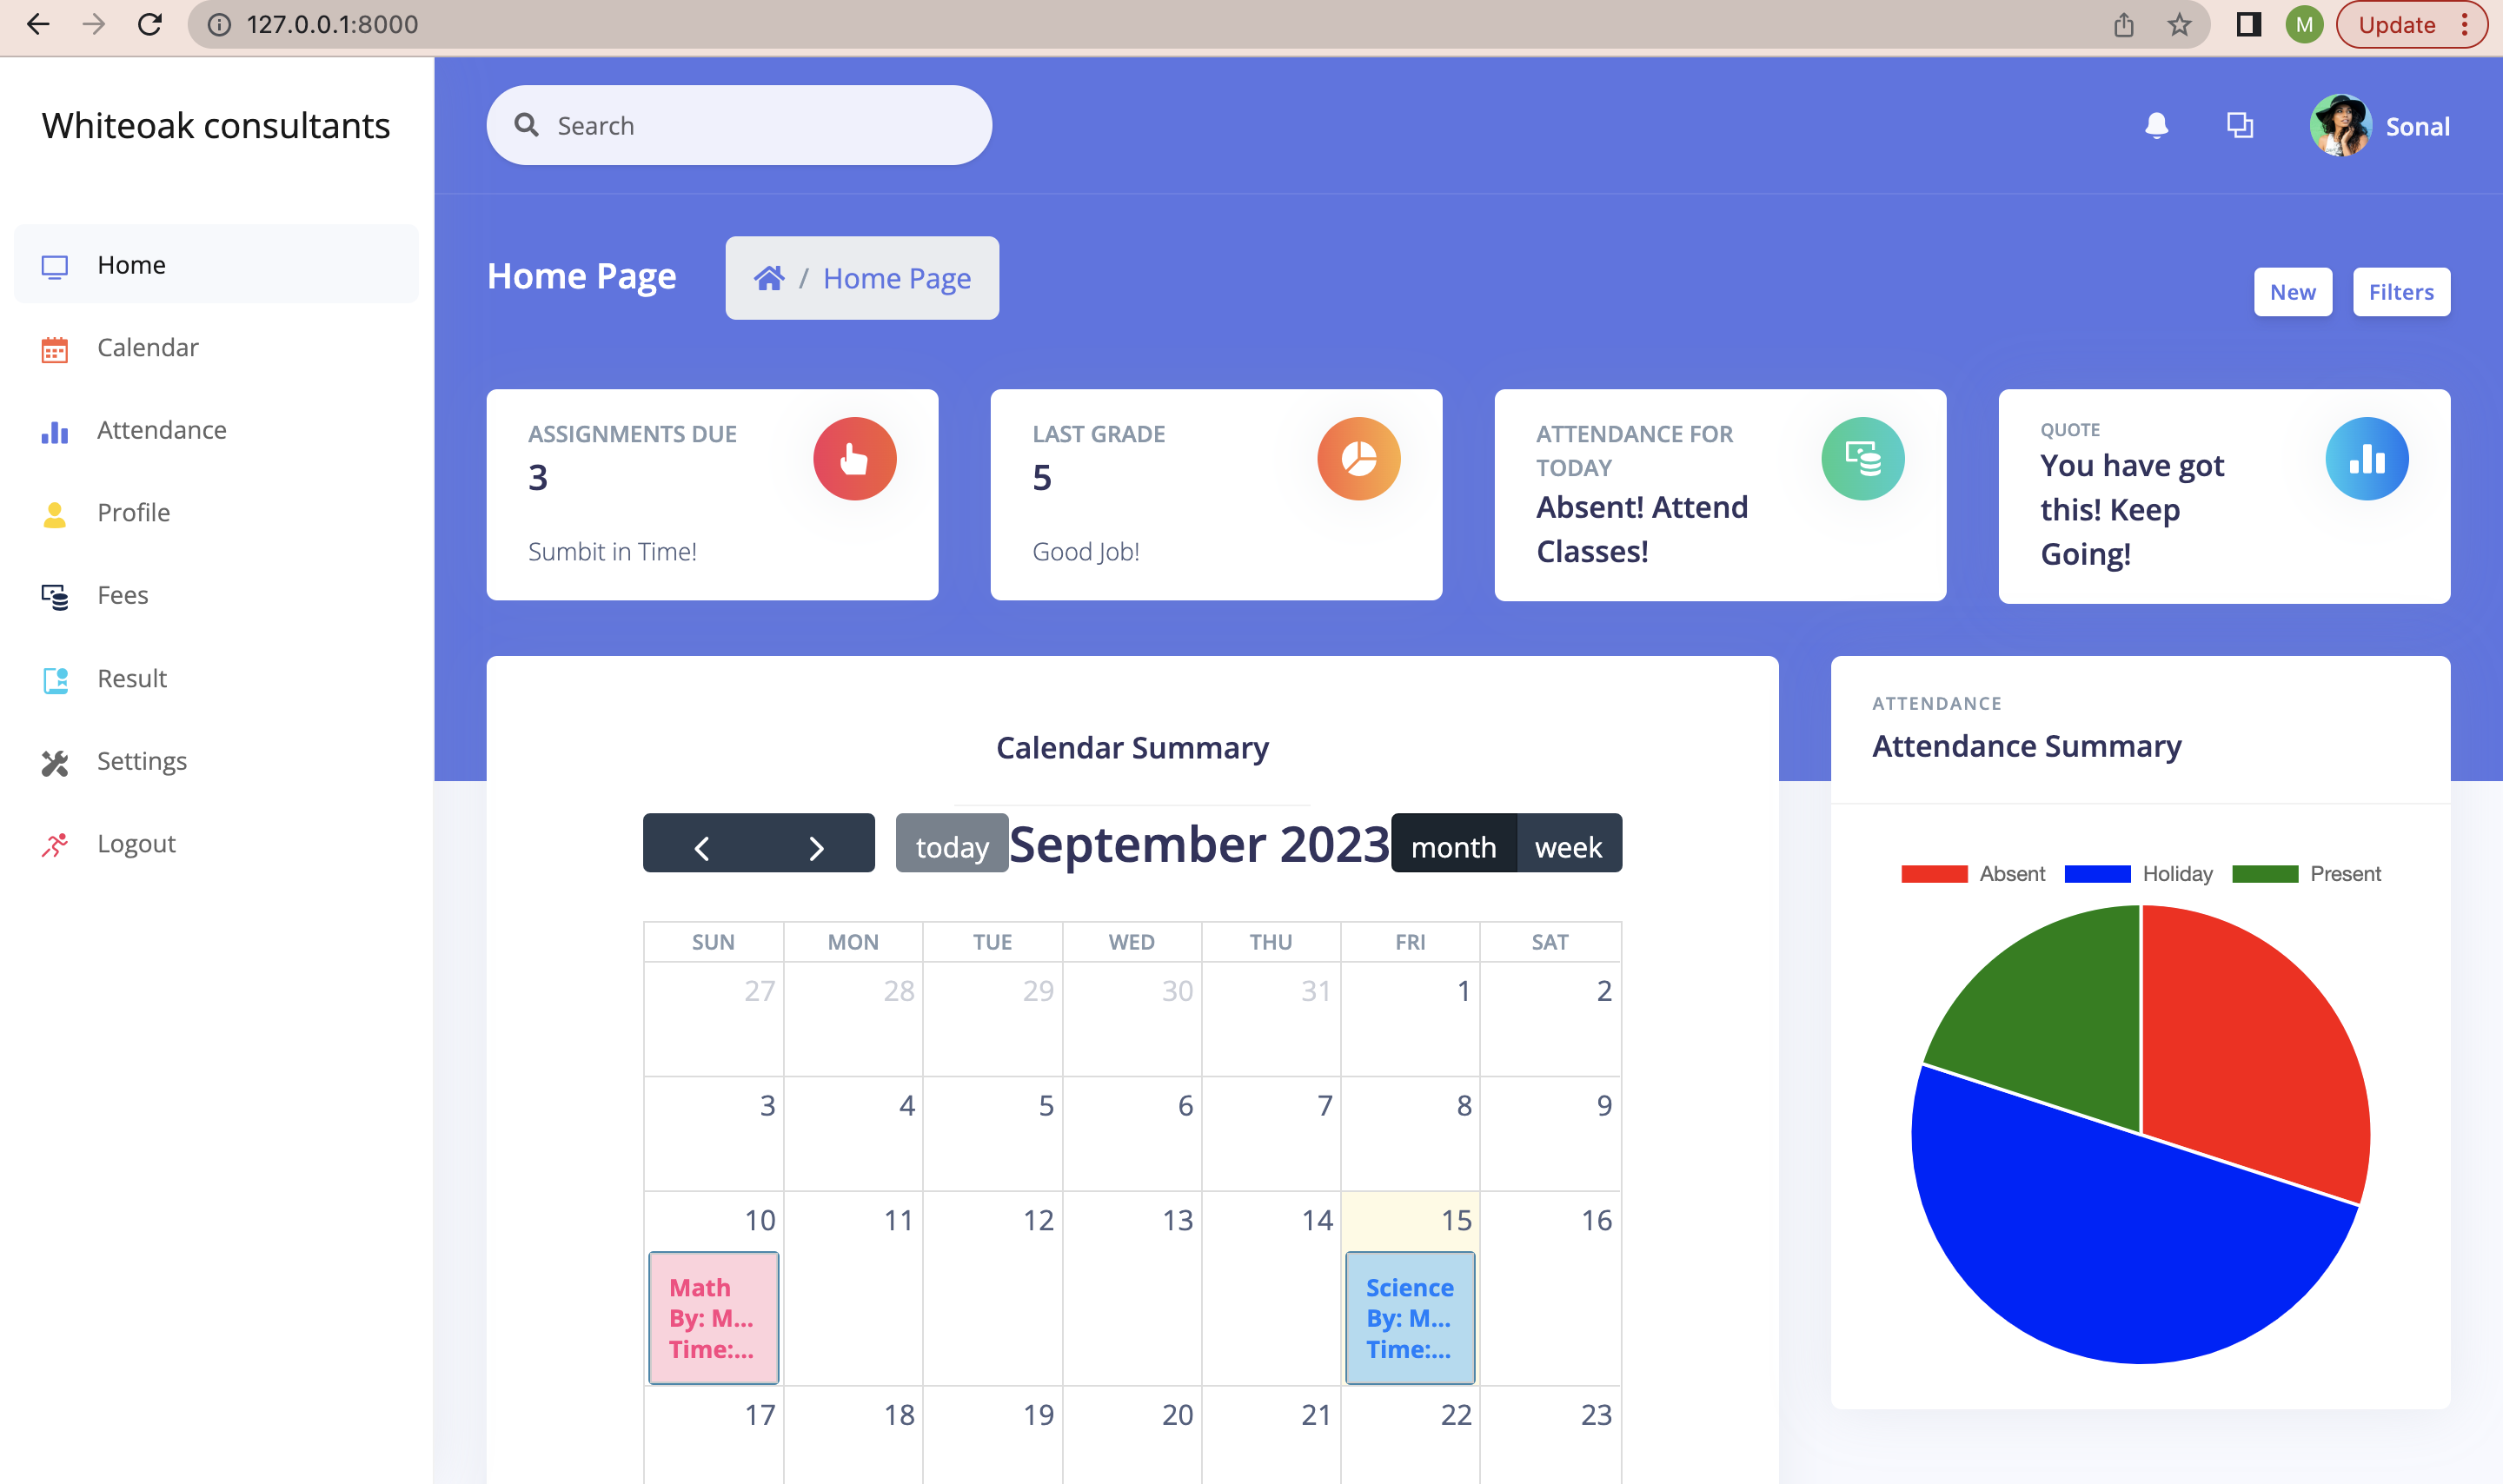 127.0.0.1:8000
M
Update
Whiteoak consultants
Search
Sonal
Home
Calendar
Attendance
Profile
Fees
Result
Settings
Logout
Home Page
/ Home Page
New
Filters
ASSIGNMENTS DUE
3
Sumbit in Time!
LAST GRADE
5
Good Job!
ATTENDANCE FOR
TODAY
Absent! Attend
Classes!
QUOTE
You have got
this! Keep
Going!
Calendar Summary
today September 2023 month week
SUN MON TUE WED THU FRI SAT
27 28 29 30 31 1 2
3 4 5 6 7 8 9
10 11 12 13 14 15 16
Math
By: M...
Time:...
Science
By: M...
Time:...
17 18 19 20 21 22 23
ATTENDANCE
Attendance Summary
Absent Holiday Present